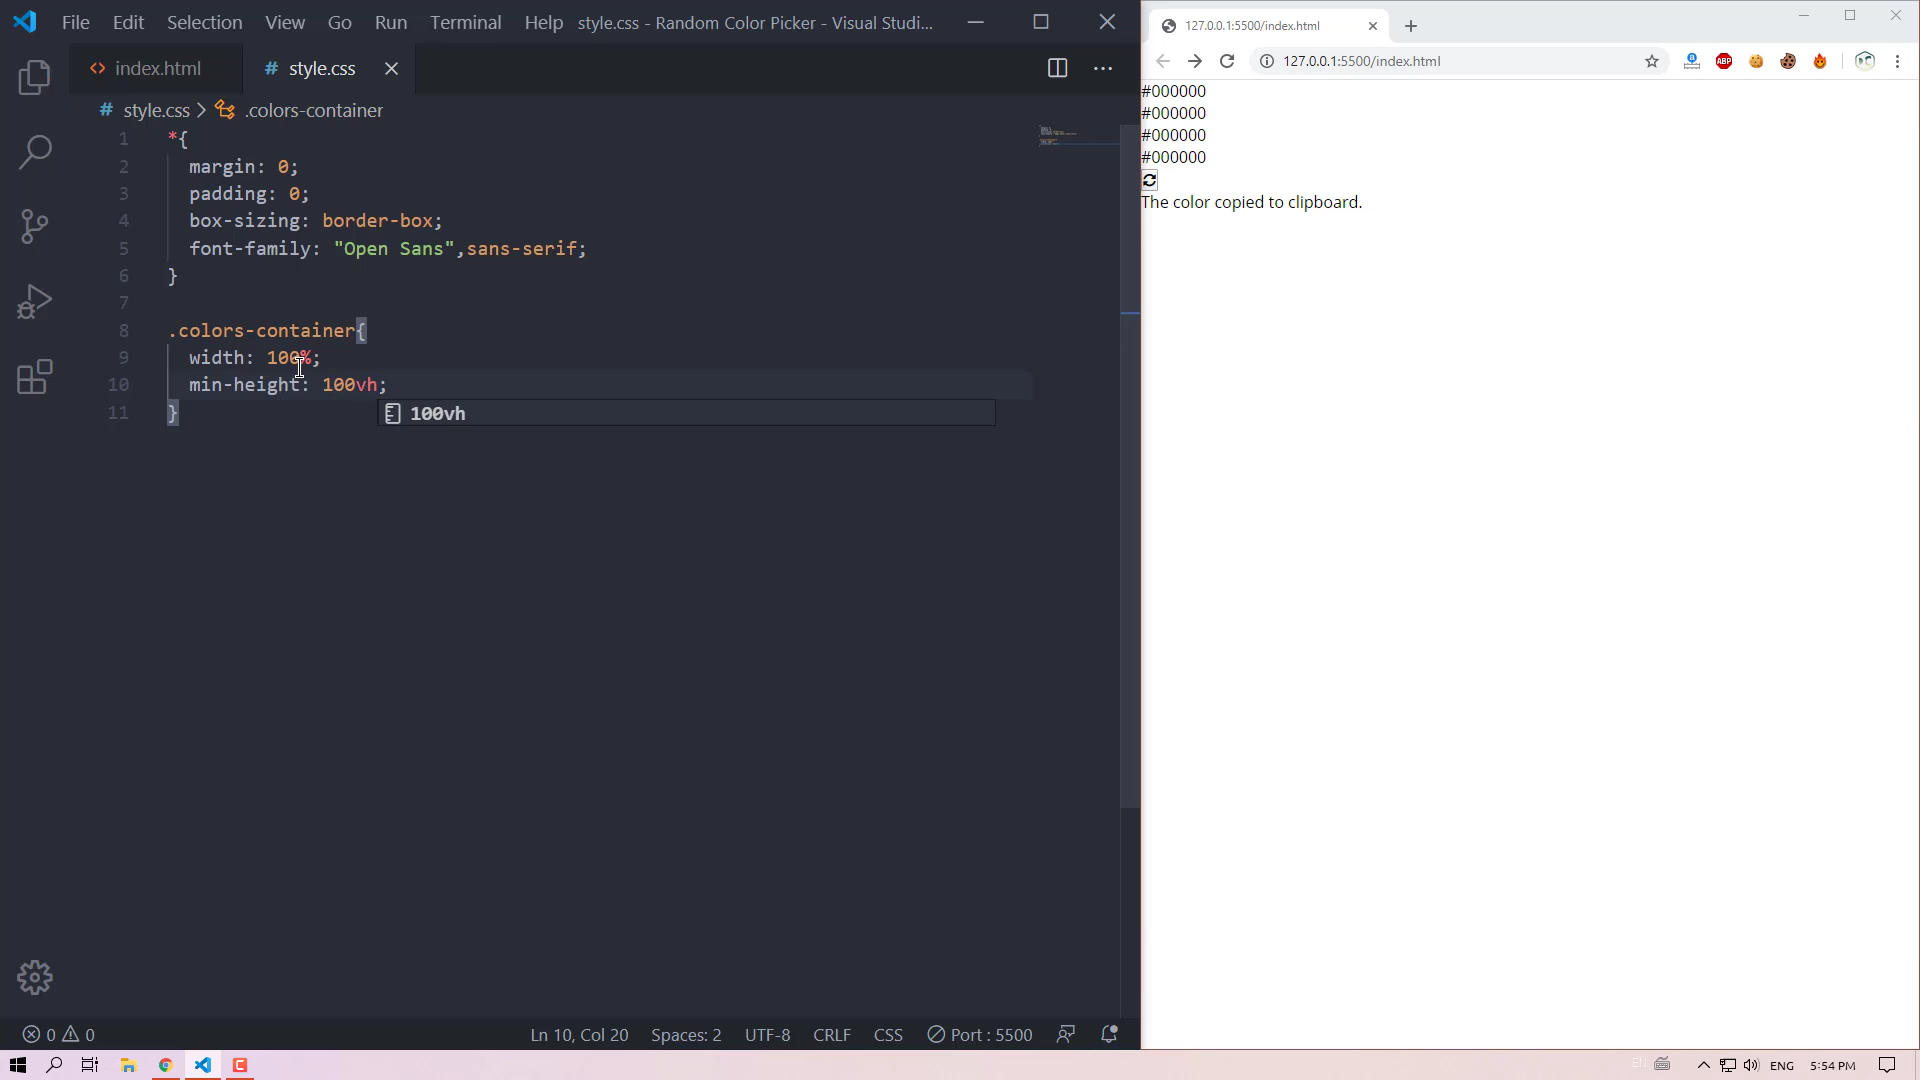 File Edit Selection View Go Run Terminal Help style.css - Random Color Picker - Visual Studi...
index.html
# style.css
# style.css > .colors-container
1 *{
2 margin: 0;
3 padding: 0;
4 box-sizing: border-box;
5 font-family: "Open Sans",sans-serif;
6 }
7
8 .colors-container{
9 width: 100%;
10 min-height: 100vh;
11 }
100vh
0 0
Ln 10, Col 20 Spaces: 2 UTF-8 CRLF CSS Port : 5500
127.0.0.1:5500/index.html
127.0.0.1:5500/index.html
ABP
#000000
#000000
#000000
#000000
The color copied to clipboard.
ENG 5:54 PM